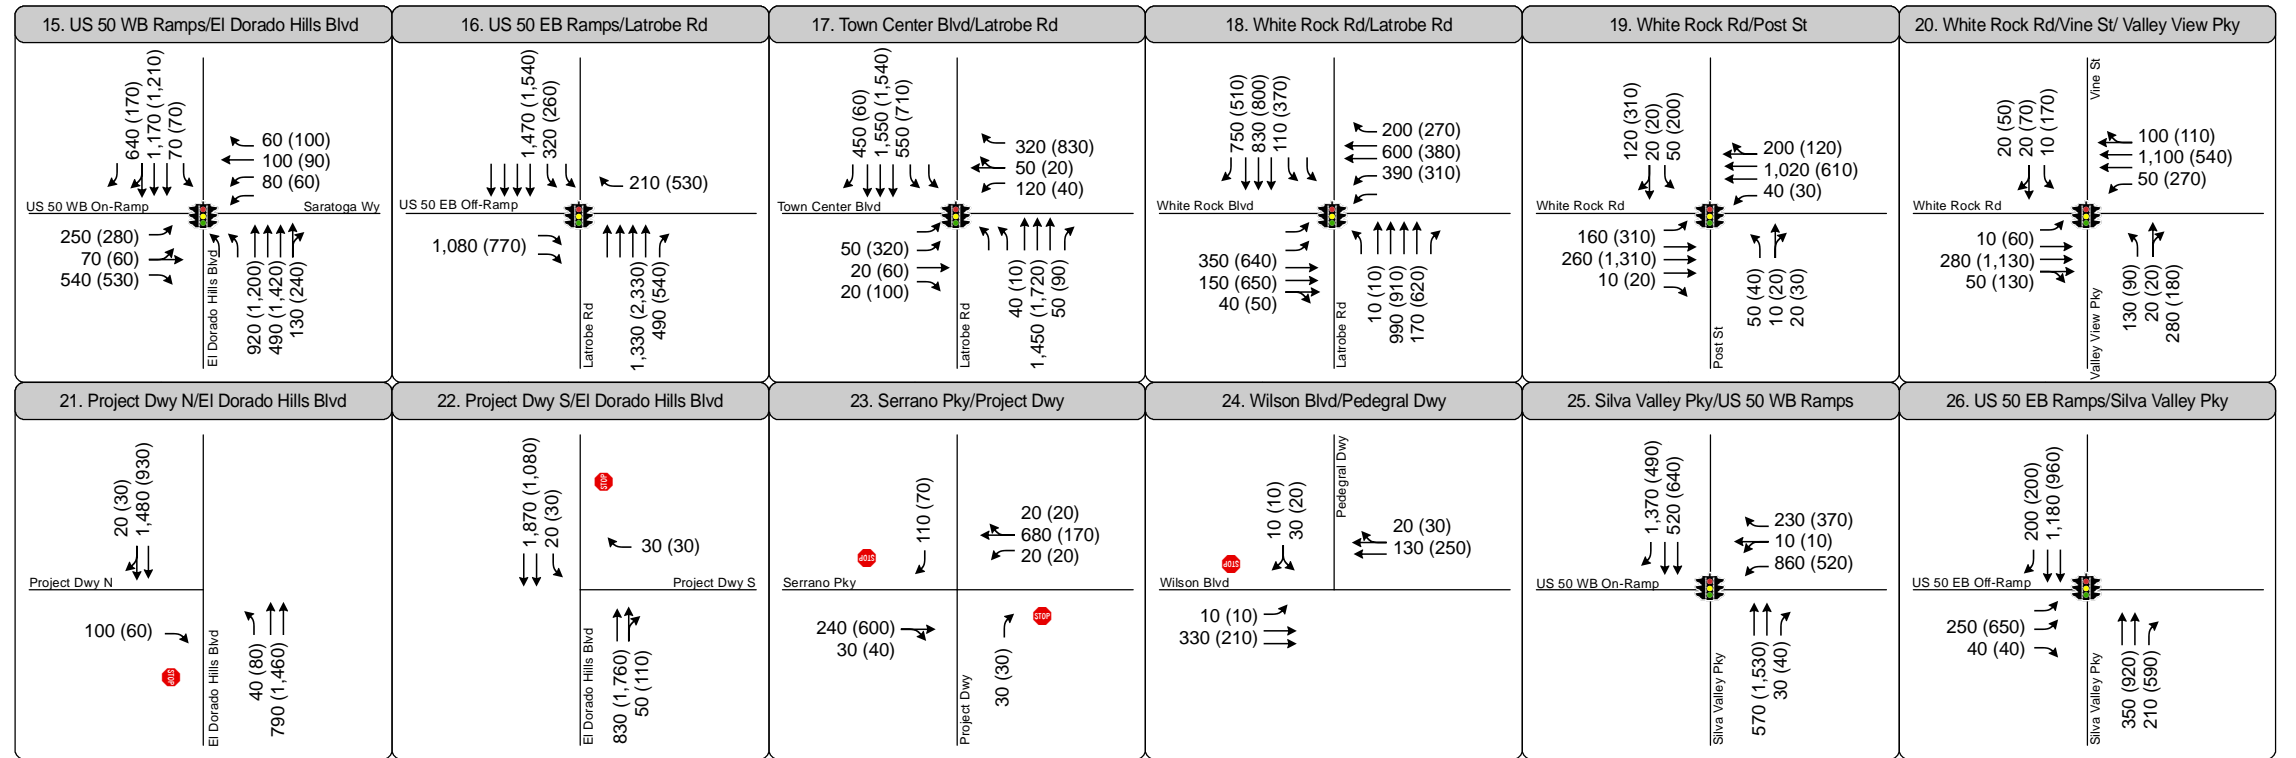 15. US 50 WB Ramps/El Dorado Hills Blvd
640 (170)
1,170 (1,210)
70 (70)
60 (100)
100 (90)
80 (60)
US 50 WB On-Ramp
Saratoga Wy
250 (280)
70 (60)
540 (530)
El Dorado Hills Blvd
920 (1,200)
490 (1,420)
130 (240)
16. US 50 EB Ramps/Latrobe Rd
1,470 (1,540)
320 (260)
210 (530)
US 50 EB Off-Ramp
1,080 (770)
Latrobe Rd
1,330 (2,330)
490 (540)
17. Town Center Blvd/Latrobe Rd
450 (60)
1,550 (1,540)
550 (710)
320 (830)
50 (20)
120 (40)
Town Center Blvd
50 (320)
20 (60)
20 (100)
Latrobe Rd
40 (10)
1,450 (1,720)
50 (90)
18. White Rock Rd/Latrobe Rd
750 (510)
830 (800)
110 (370)
200 (270)
600 (380)
390 (310)
White Rock Blvd
350 (640)
150 (650)
40 (50)
Latrobe Rd
10 (10)
990 (910)
170 (620)
19. White Rock Rd/Post St
120 (310)
20 (20)
50 (200)
200 (120)
1,020 (610)
40 (30)
White Rock Rd
160 (310)
260 (1,310)
10 (20)
Post St
50 (40)
10 (20)
20 (30)
20. White Rock Rd/Vine St/ Valley View Pky
20 (50)
20 (70)
10 (170)
Vine St
100 (110)
1,100 (540)
50 (270)
White Rock Rd
10 (60)
280 (1,130)
50 (130)
Valley View Pky
130 (90)
20 (20)
280 (180)
21. Project Dwy N/El Dorado Hills Blvd
20 (30)
1,480 (930)
Project Dwy N
100 (60)
STOP
El Dorado Hills Blvd
40 (80)
790 (1,460)
22. Project Dwy S/El Dorado Hills Blvd
1,870 (1,080)
20 (30)
STOP
30 (30)
Project Dwy S
El Dorado Hills Blvd
830 (1,760)
50 (110)
23. Serrano Pky/Project Dwy
STOP
110 (70)
20 (20)
680 (170)
20 (20)
Serrano Pky
240 (600)
30 (40)
Project Dwy
30 (30)
STOP
24. Wilson Blvd/Pedegral Dwy
STOP
10 (10)
30 (20)
Pedegral Dwy
20 (30)
130 (250)
Wilson Blvd
10 (10)
330 (210)
25. Silva Valley Pky/US 50 WB Ramps
1,370 (490)
520 (640)
230 (370)
10 (10)
860 (520)
US 50 WB On-Ramp
Silva Valley Pky
570 (1,530)
30 (40)
26. US 50 EB Ramps/Silva Valley Pky
200 (200)
1,180 (960)
US 50 EB Off-Ramp
250 (650)
40 (40)
Silva Valley Pky
350 (920)
210 (590)